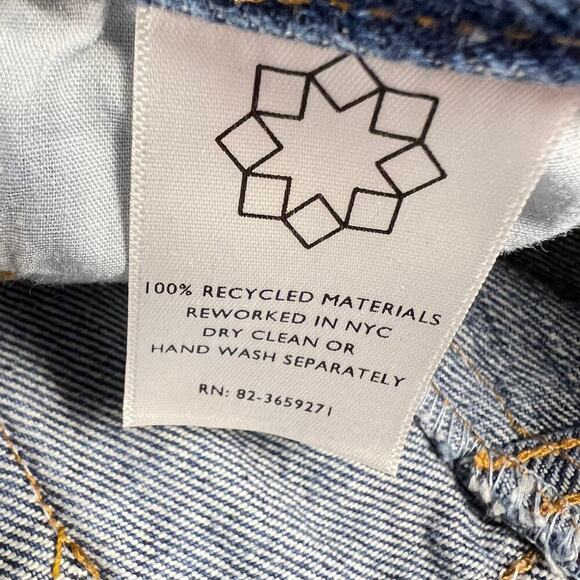 100% RECYCLED MATERIALS
REWORKED IN NYC
DRY CLEAN OR
HAND WASH SEPARATELY
RN: 82-3659271